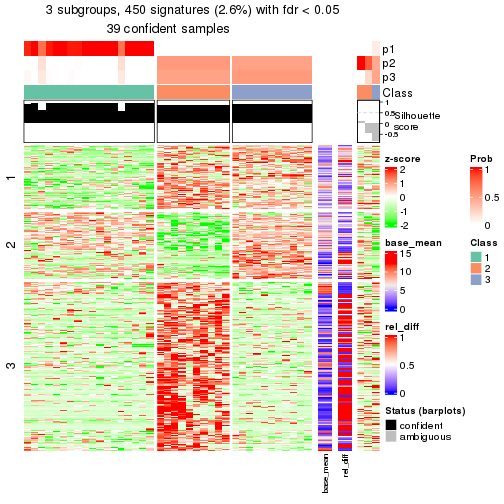 3 subgroups, 450 signatures (2.6%) with fdr < 0.05
39 confident samples
p1
p2
p3
Class
1
0.5
0
-0.5
Silhouette
score
1
2
3
base_mean
rel_diff
z-score
2
1
0
-1
-2
Prob
1
0.5
0
base_mean
15
10
5
0
Class
1
2
3
rel_diff
1
0.5
0
Status (barplots)
confident
ambiguous